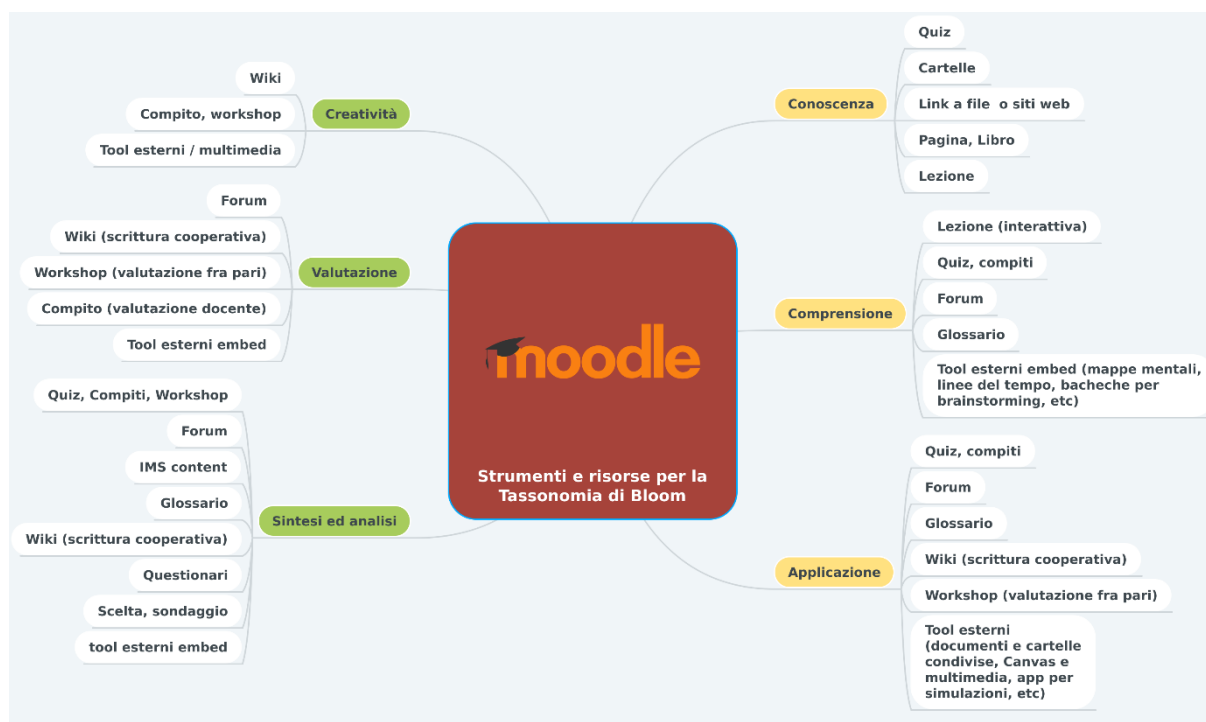 moodle
Strumenti e risorse per la
Tassonomia di Bloom
Conoscenza
Quiz
Cartelle
Link a file  o siti web
Pagina, Libro
Lezione
Comprensione
Lezione (interattiva)
Quiz, compiti
Forum
Glossario
Tool esterni embed (mappe mentali,
linee del tempo, bacheche per
brainstorming, etc)
Applicazione
Quiz, compiti
Forum
Glossario
Wiki (scrittura cooperativa)
Workshop (valutazione fra pari)
Tool esterni
(documenti e cartelle
condivise, Canvas e
multimedia, app per
simulazioni, etc)
Creatività
Wiki
Compito, workshop
Tool esterni / multimedia
Valutazione
Forum
Wiki (scrittura cooperativa)
Workshop (valutazione fra pari)
Compito (valutazione docente)
Tool esterni embed
Sintesi ed analisi
Quiz, Compiti, Workshop
Forum
IMS content
Glossario
Wiki (scrittura cooperativa)
Questionari
Scelta, sondaggio
tool esterni embed